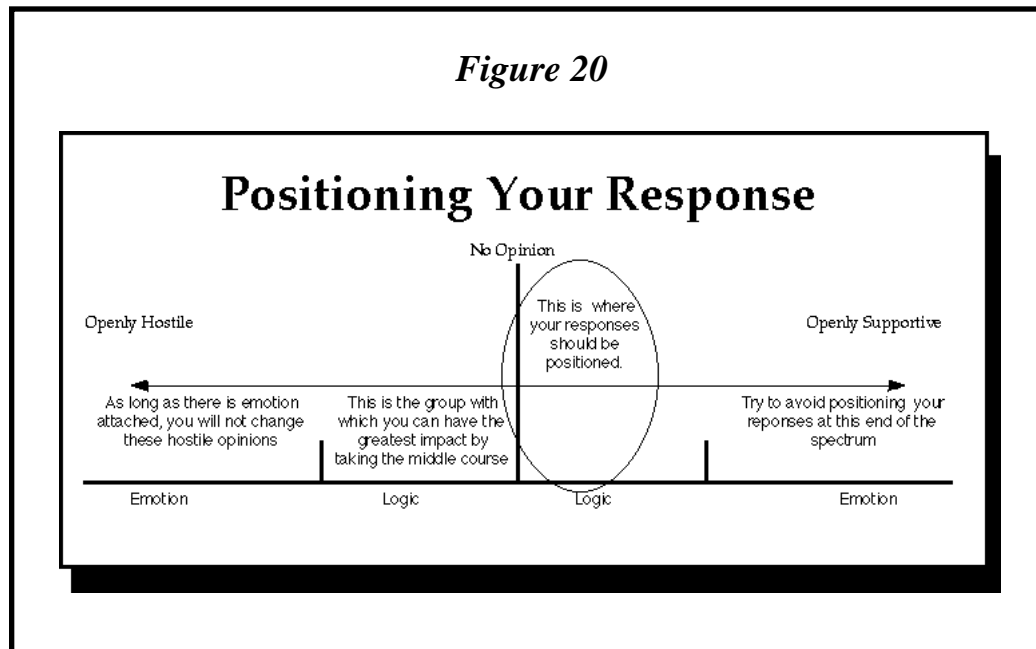 Figure 20
Positioning Your Response
No Opinion
Openly Hostile
This is where
your responses
should be
positioned.
Openly Supportive
As long as there is emotion
attached, you will not change
these hostile opinions
This is the group with
which you can have the
greatest impact by
taking the middle course
Try to avoid positioning your
reponses at this end of the
spectrum
Emotion
Logic
Logic
Emotion